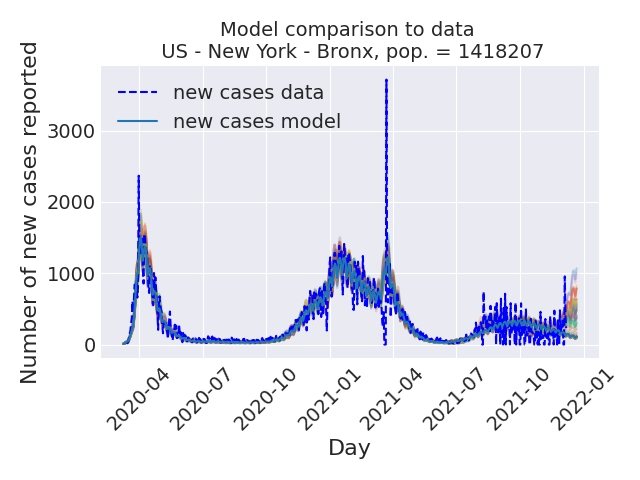 Model comparison to data
US - New York - Bronx, pop. = 1418207
new cases data
new cases model
Number of new cases reported
3000
2000
1000
0
2020-04
2020-07
2020-10
2021-01
2021-04
2021-07
2021-10
2022-01
Day